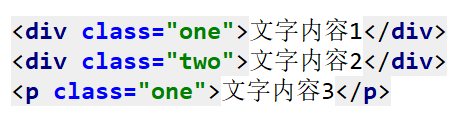 <div class="one">文字内容1</div>
<div class="two">文字内容2</div>
<p class="one">文字内容3</p>